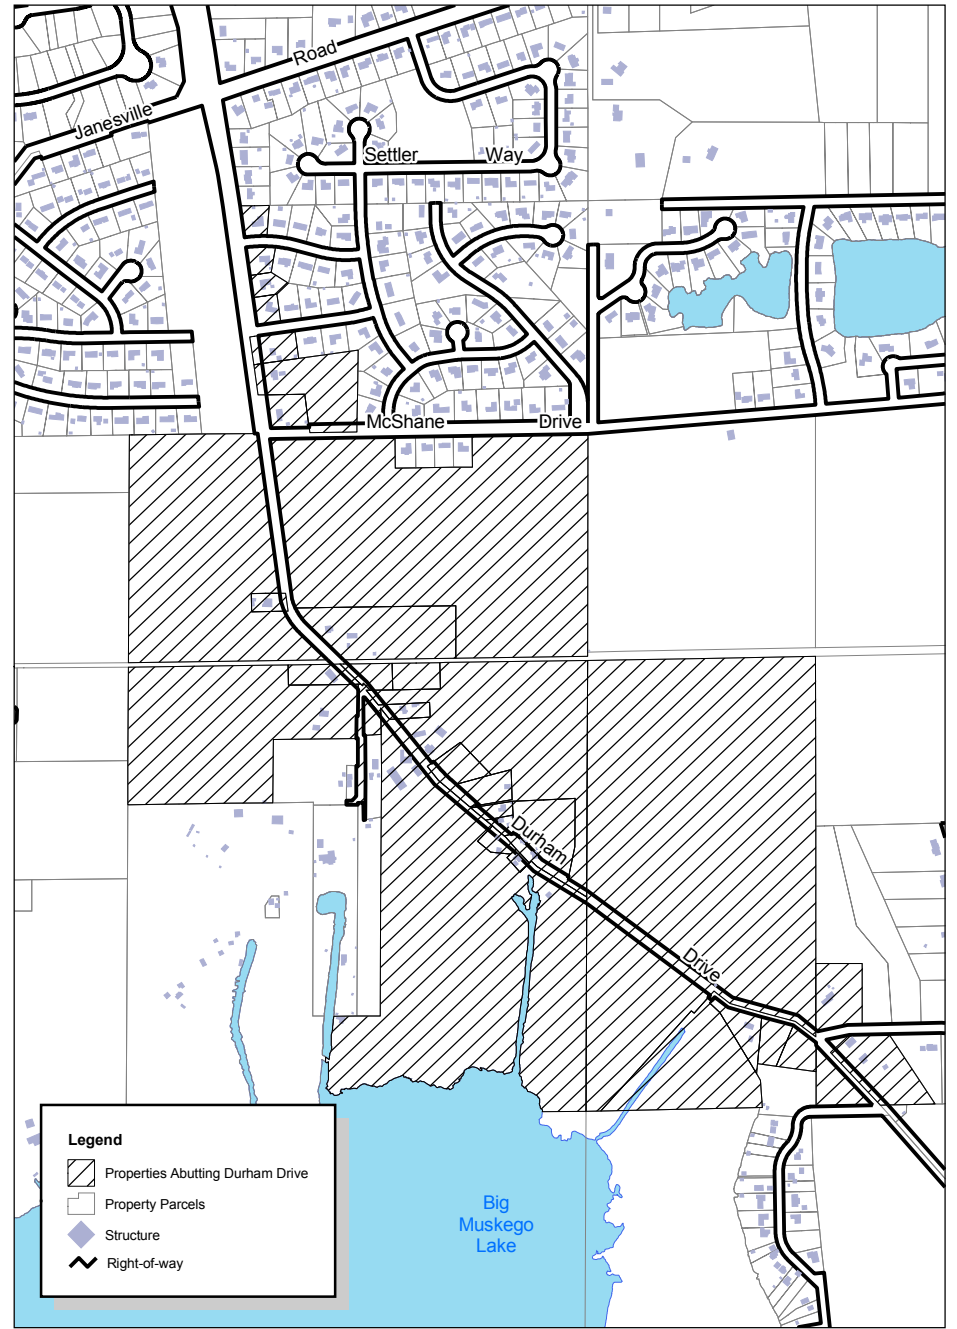 Road
Janesville
Settler Way
McShane Drive
Durham
Drive
Legend
Properties Abutting Durham Drive
Property Parcels
Structure
Right-of-way
Big
Muskego
Lake